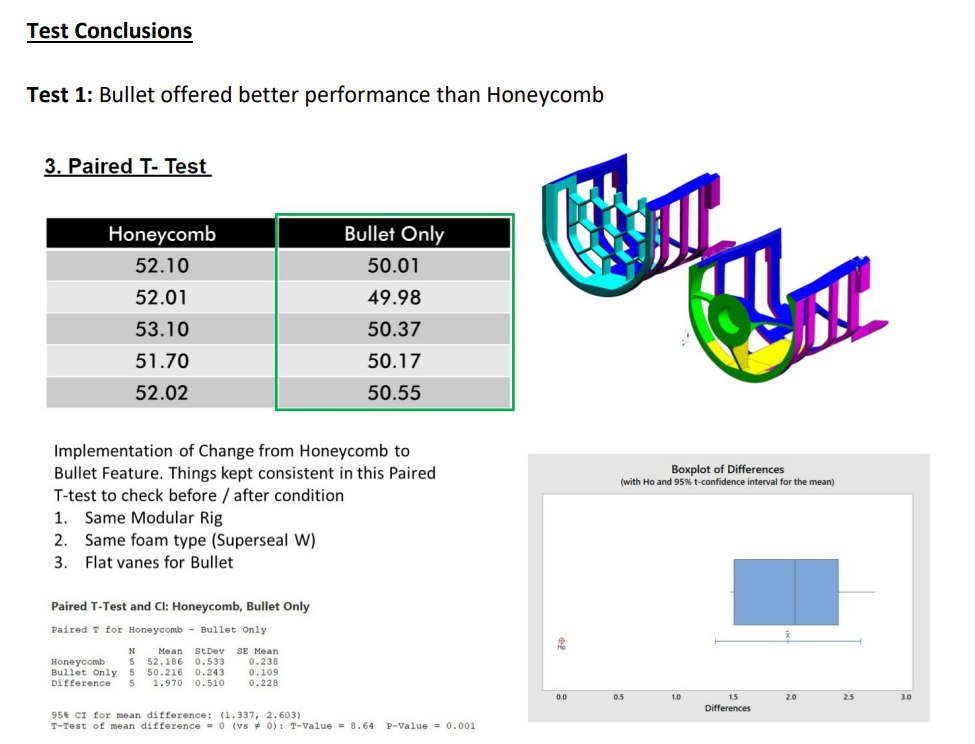 Test Conclusions
Test 1: Bullet offered better performance than Honeycomb
3. Paired T- Test
Honeycomb Bullet Only
52.10 50.01
52.01 49.98
53.10 50.37
51.70 50.17
52.02 50.55
Implementation of Change from Honeycomb to
Bullet Feature. Things kept consistent in this Paired
T-test to check before / after condition
1. Same Modular Rig
2. Same foam type (Superseal W)
3. Flat vanes for Bullet
Paired T-Test and CI: Honeycomb, Bullet Only
Paired T for Honeycomb - Bullet Only
N Mean StDev SE Mean
Honeycomb 5 52.186 0.533 0.238
Bullet Only 5 50.216 0.243 0.109
Difference 5 1.970 0.510 0.228
95% CI for mean difference: (1.337, 2.603)
T-Test of mean difference = 0 (vs ≠ 0): T-Value = 8.64 P-Value = 0.001
Boxplot of Differences
(with Ho and 95% t-confidence interval for the mean)
x̄
Ho
0.0 0.5 1.0 1.5 2.0 2.5 3.0
Differences